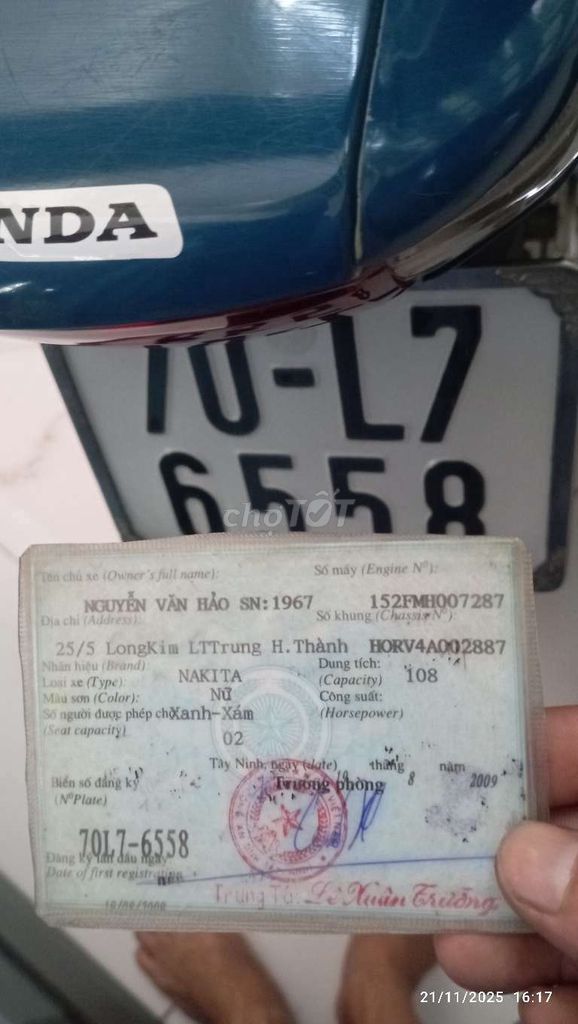 NDA
70-L7
6558
chợTỐT
Tên chủ xe (Owner's full name):
Số máy (Engine Nº):
NGUYỄN VĂN HẢO SN:1967
152FMH007287
Địa chỉ (Address):
Số khung (Chassis Nº):
25/5 LongKim LTTrung H.Thành
HORV4A002887
Nhãn hiệu (Brand):
NAKITA
Dung tích:
(Capacity) 108
Loại xe (Type):
Nữ
Màu sơn (Color):
Xanh-Xám
Công suất:
(Horsepower)
Số người được phép chở
(Seat capacity)
02
Tây Ninh, ngày (date) 19 tháng 8 năm 2009
Biển số đăng ký
(NºPlate)
Trưởng phòng
70L7-6558
Đăng ký lần đầu ngày
Date of first registration
Trung Tá: Lê Xuân Trường
21/11/2025 16:17